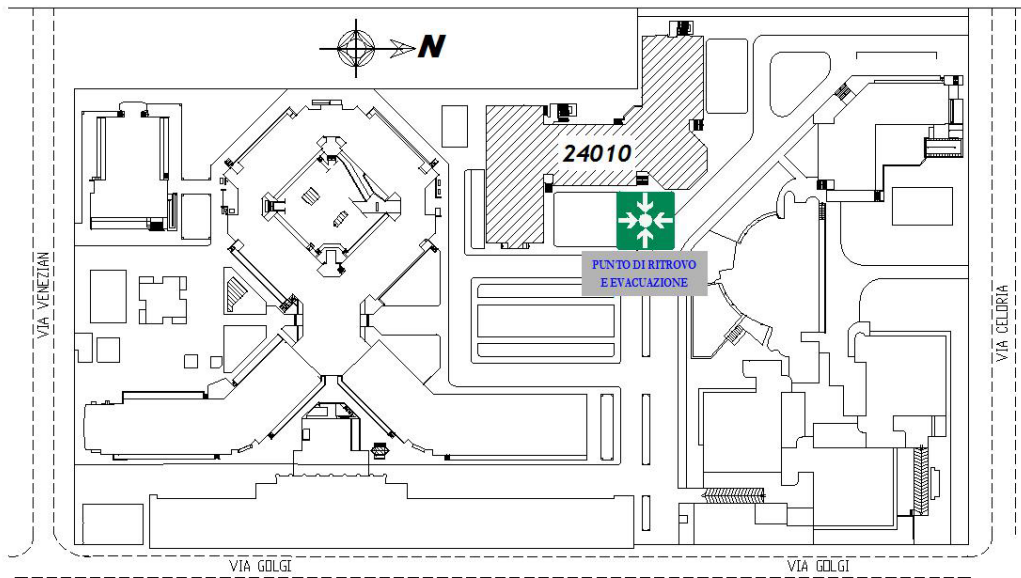 N
24010
PUNTO DI RITROVO
E EVACUAZIONE
VIA VENEZIAN
VIA CELORIA
VIA GOLGI
VIA GOLGI